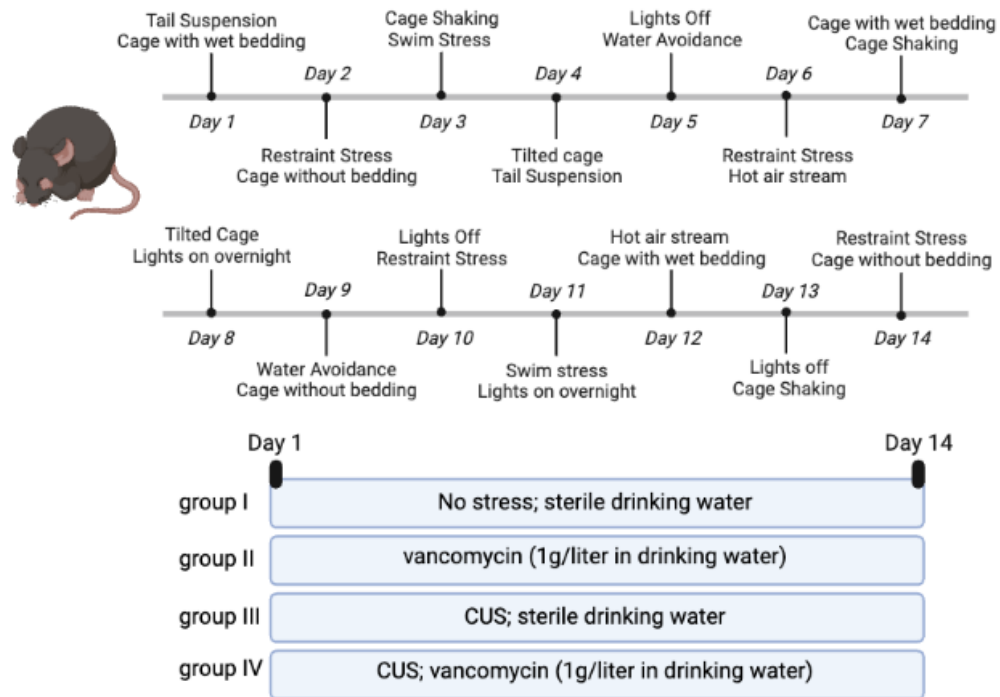 Tail Suspension
Cage with wet bedding
Cage Shaking
Swim Stress
Lights Off
Water Avoidance
Cage with wet bedding
Cage Shaking
Day 2
Day 4
Day 6
Day 1
Day 3
Day 5
Day 7
Restraint Stress
Cage without bedding
Tilted cage
Tail Suspension
Restraint Stress
Hot air stream
Tilted Cage
Lights on overnight
Lights Off
Restraint Stress
Hot air stream
Cage with wet bedding
Restraint Stress
Cage without bedding
Day 9
Day 11
Day 13
Day 8
Day 10
Day 12
Day 14
Water Avoidance
Cage without bedding
Swim stress
Lights on overnight
Lights off
Cage Shaking
Day 1
Day 14
group I
No stress; sterile drinking water
group II
vancomycin (1g/liter in drinking water)
group III
CUS; sterile drinking water
group IV
CUS; vancomycin (1g/liter in drinking water)